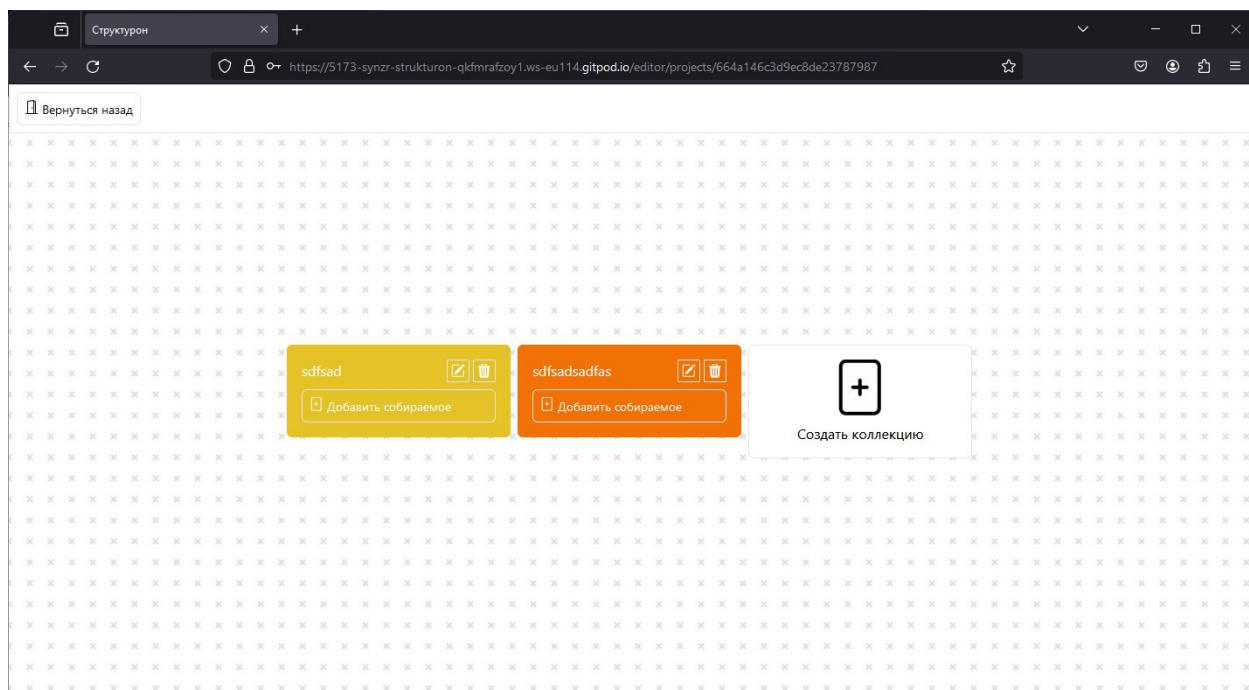 Структурон
https://5173-synzr-strukturon-qkfmrafzoy1.ws-eu114.gitpod.io/editor/projects/664a146c3d9ec8de23787987
Вернуться назад
sdfsad
Добавить собираемое
sdfsadsadfas
Добавить собираемое
Создать коллекцию